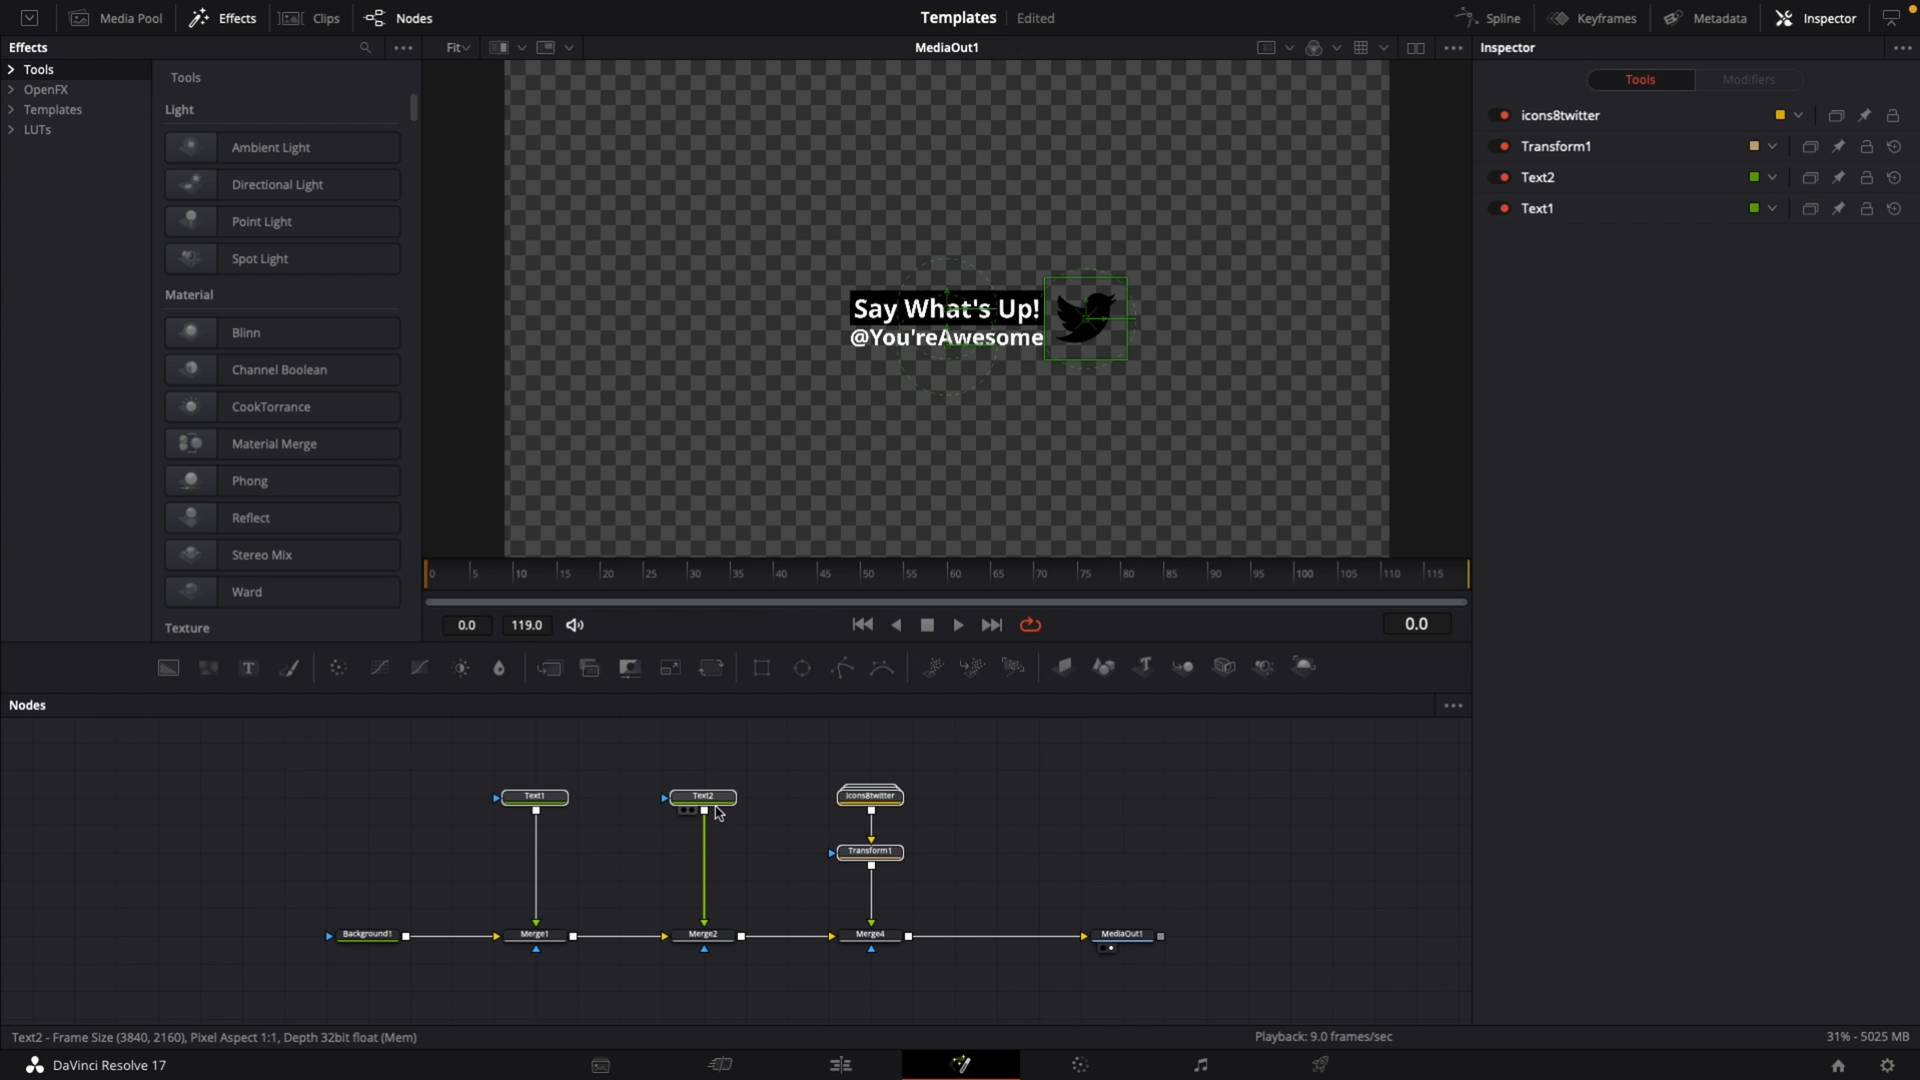 Media Pool
Effects
Clips
Nodes
Templates
Edited
Spline
Keyframes
Metadata
Inspector
Effects
Fit
MediaOut1
Inspector
Tools
OpenFX
Templates
LUTs
Tools
Light
Ambient Light
Directional Light
Point Light
Spot Light
Material
Blinn
Channel Boolean
CookTorrance
Material Merge
Phong
Reflect
Stereo Mix
Ward
Texture
Say What's Up!
@You'reAwesome
Tools
Modifiers
icons8twitter
Transform1
Text2
Text1
0 5 10 15 20 25 30 35 40 45 50 55 60 65 70 75 80 85 90 95 100 105 110 115
0.0
119.0
0.0
T
Nodes
Text1
Text2
icons8twitter
Transform1
Background1
Merge1
Merge2
Merge4
MediaOut1
Text2 - Frame Size (3840, 2160), Pixel Aspect 1:1, Depth 32bit float (Mem)
Playback: 9.0 frames/sec
31% - 5025 MB
DaVinci Resolve 17